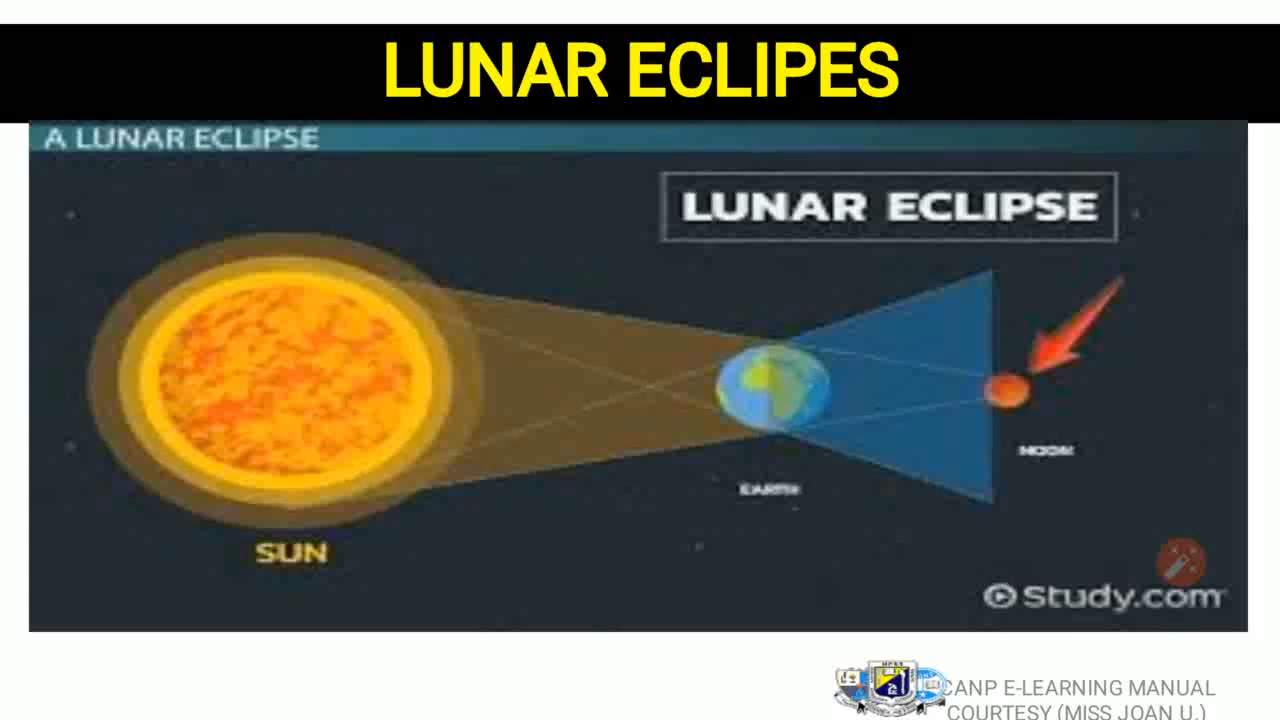 LUNAR ECLIPES
A LUNAR ECLIPSE
LUNAR ECLIPSE
MOON
EARTH
SUN
Study.com
CANP E-LEARNING MANUAL
COURTESY (MISS JOAN U.)